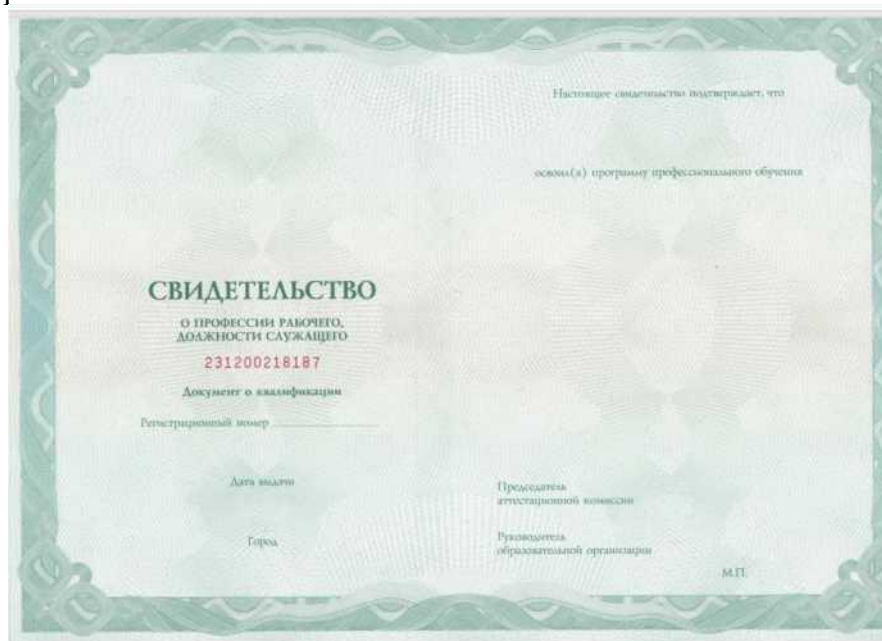 СВИДЕТЕЛЬСТВО
О ПРОФЕССИИ РАБОЧЕГО,
ДОЛЖНОСТИ СЛУЖАЩЕГО
231200218187
Документ о квалификации
Регистрационный номер
Дата выдачи
Город
Настоящее свидетельство подтверждает, что
освоил(а) программу профессионального обучения
Председатель
аттестационной комиссии
Руководитель
образовательной организации
М.П.